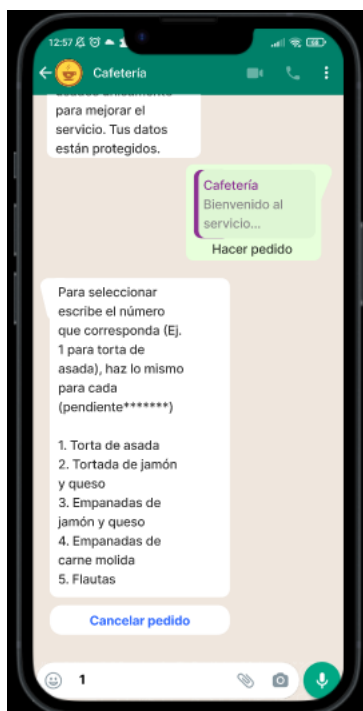 12:57
Cafetería
para mejorar el
servicio. Tus datos
están protegidos.
Cafetería
Bienvenido al
servicio...
Hacer pedido
Para seleccionar
escribe el número
que corresponda (Ej.
1 para torta de
asada), haz lo mismo
para cada
(pendiente*******)
1. Torta de asada
2. Tortada de jamón
y queso
3. Empanadas de
jamón y queso
4. Empanadas de
carne molida
5. Flautas
Cancelar pedido
1